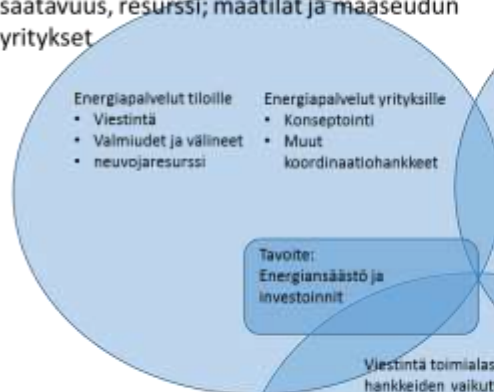 saatavuus, resurssi; maatilat ja maaseudun
yritykset
Energiapalvelut tiloille
• Viestintä
• Valmiudet ja välineet
• neuvojaresurssi
Energiapalvelut yrityksille
• Konseptointi
• Muut
koordinaatiohankkeet
Tavoite:
Energiansäästö ja
investoinnit
Viestintä toimialas
hankkeiden vaikut